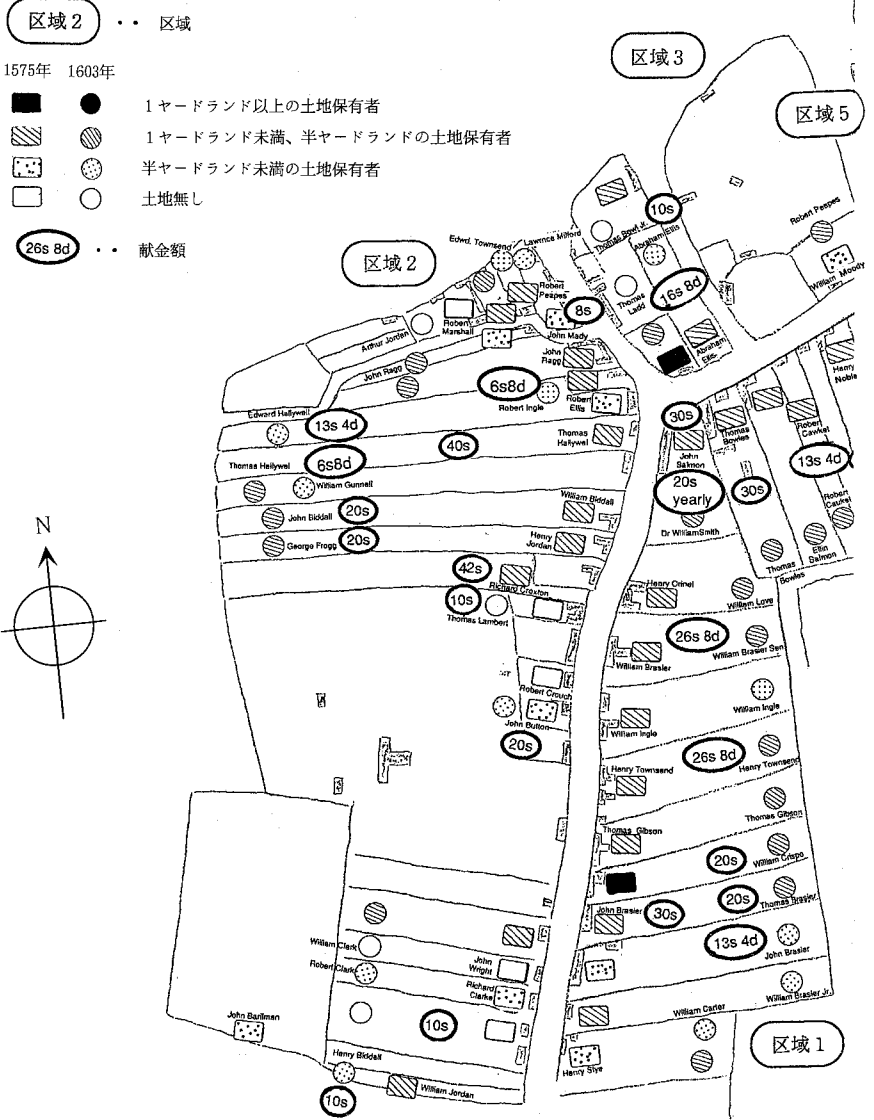 区域2 ・・ 区域
1575年 1603年
1ヤードランド以上の土地保有者
1ヤードランド未満、半ヤードランドの土地保有者
半ヤードランド未満の土地保有者
土地無し
26s 8d ・・ 献金額
区域3
区域5
区域2
10s
Thomas Bowl Jr.
Abraham Ellis
Robert Peapes
Edwd. Townsend
Lawrnce Milford
William Moody
Thomas Ladd
16s 8d
Robert Peapes
8s
John Mady
Robert Marshall
Arthur Jorden
Abraham Ellis
Henry Noble
John Ragg
John Ragg
6s8d
Robert Ingle
Robert Ellis
Edward Hallywell
13s 4d
30s
Thomas Bowles
Robert Cawket
Thomas Hallywel
40s
John Salmon
Thomas Hallywel
6s8d
13s 4d
20s yearly
30s
William Gunnell
William Biddall
Robert Cauket
John Biddall
20s
Dr William Smith
George Frogg
20s
Henry Jordan
Ellin Salmon
Thomas Bowles
42s
Richard Croxton
Henry Orinel
William Love
10s
Thomas Lambert
26s 8d
William Brasier Sen
William Brasier
N
Robert Crouch
William Ingle
John Button
William Ingle
20s
26s 8d
Henry Townsend
Henry Townsend
Thomas Gibson
Thomas Gibson
20s
William Crispe
20s
Thomas Brasier
John Brasier
30s
13s 4d
John Brasier
William Clark
John Wright
Robert Clark
Richard Clarke
William Brasier Jr.
William Carter
John Barilman
10s
区域1
Henry Biddall
Henry Slye
William Jordan
10s